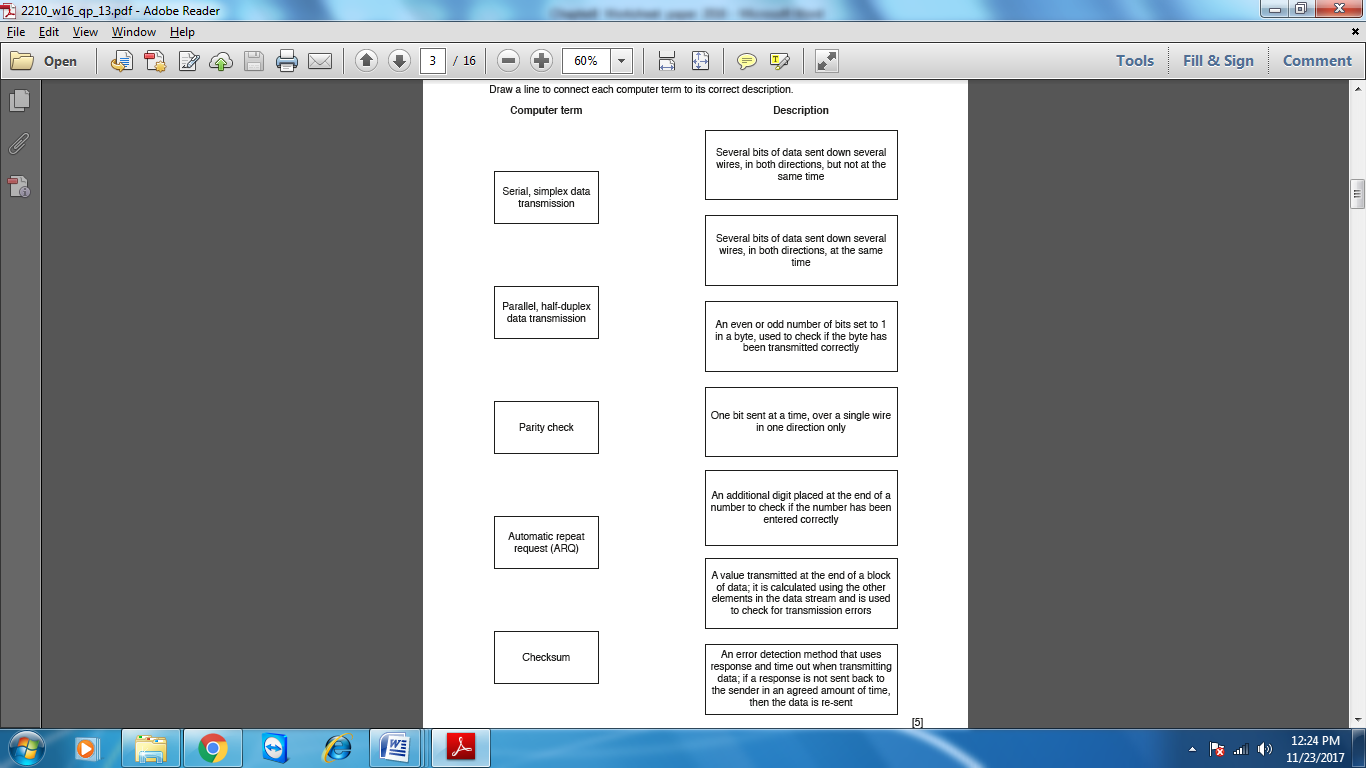 2210_w16_qp_13.pdf - Adobe Reader
File Edit View Window Help
Open 3 / 16 60% Tools Fill & Sign Comment
Draw a line to connect each computer term to its correct description.
Computer term
Description
Serial, simplex data
transmission
Parallel, half-duplex
data transmission
Parity check
Automatic repeat
request (ARQ)
Checksum
Several bits of data sent down several
wires, in both directions, but not at the
same time
Several bits of data sent down several
wires, in both directions, at the same
time
An even or odd number of bits set to 1
in a byte, used to check if the byte has
been transmitted correctly
One bit sent at a time, over a single wire
in one direction only
An additional digit placed at the end of a
number to check if the number has been
entered correctly
A value transmitted at the end of a block
of data; it is calculated using the other
elements in the data stream and is used
to check for transmission errors
An error detection method that uses
response and time out when transmitting
data; if a response is not sent back to
the sender in an agreed amount of time,
then the data is re-sent
[5]
12:24 PM
11/23/2017